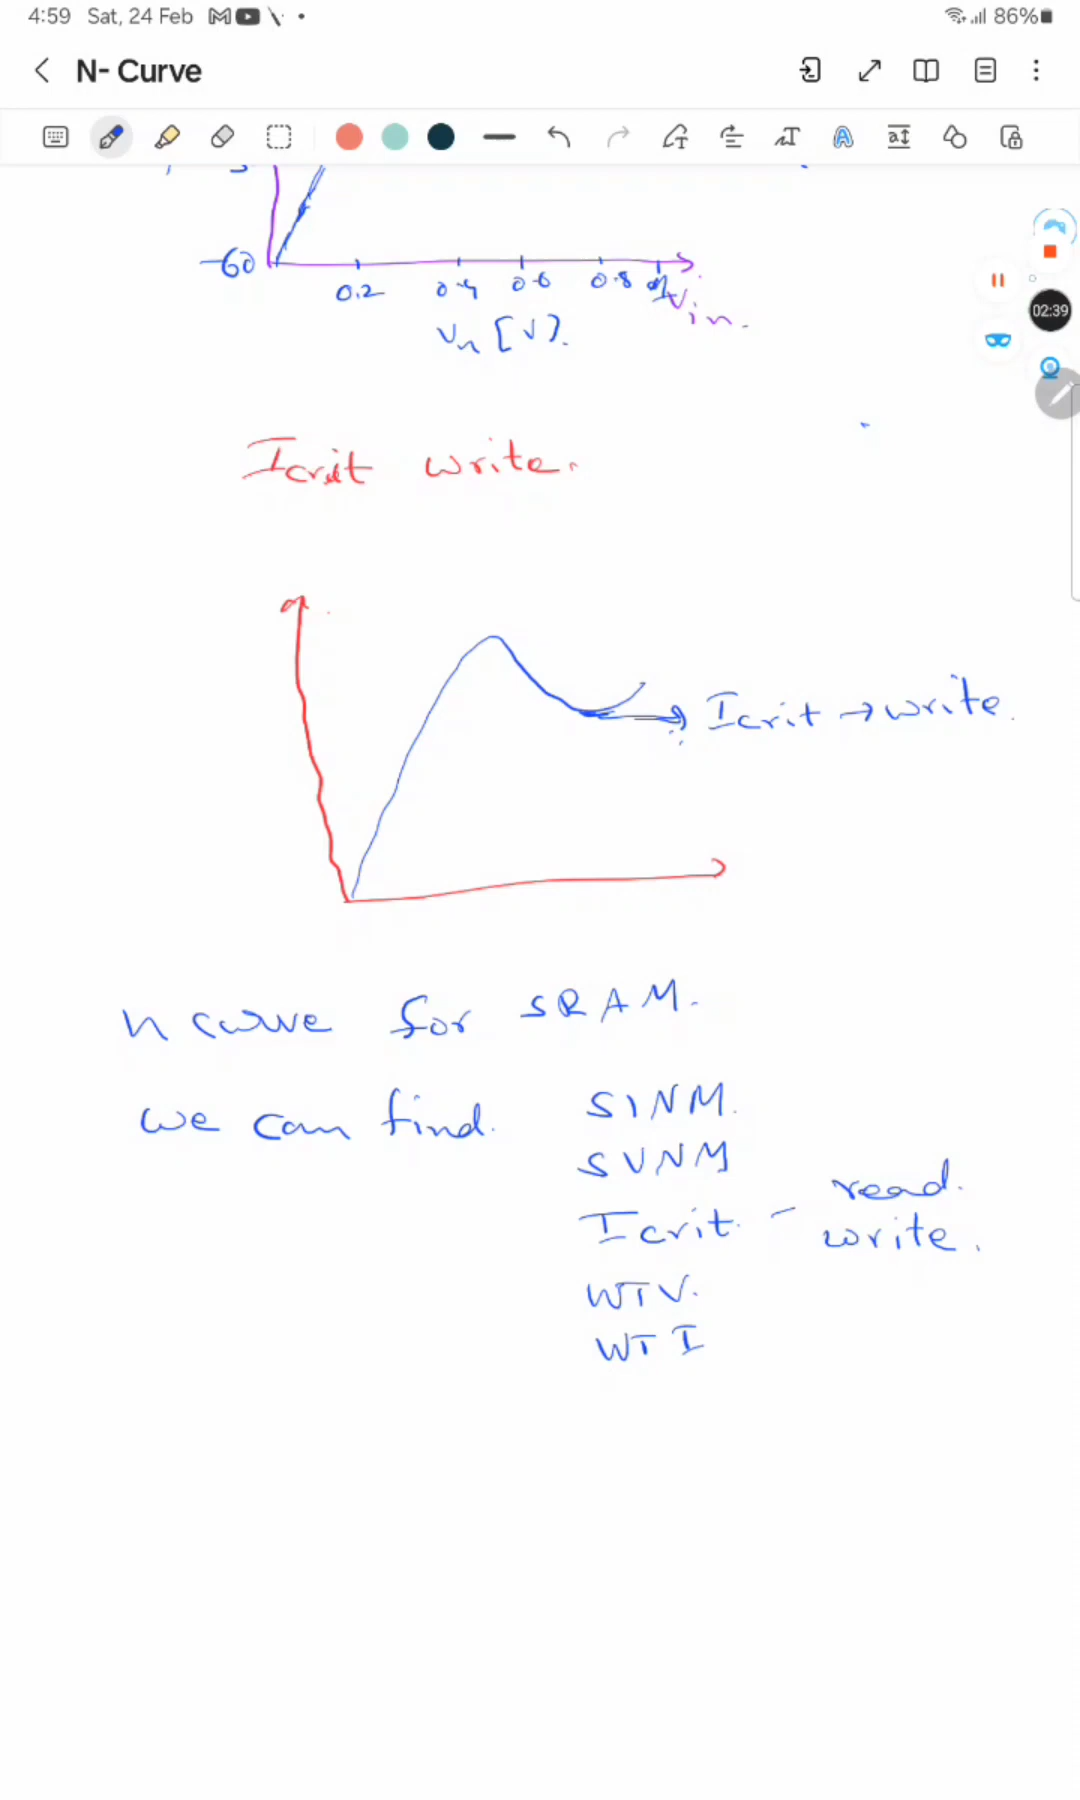 4:59 Sat, 24 Feb
86%
N- Curve
02:39
-60
0.2 0.4 0.6 0.8
Vin.
Vn [V].
Icrit write.
Icrit → write.
n curve for SRAM.
we can find. SINM.
SVNM
read.
Icrit. - write.
WTV.
WTI